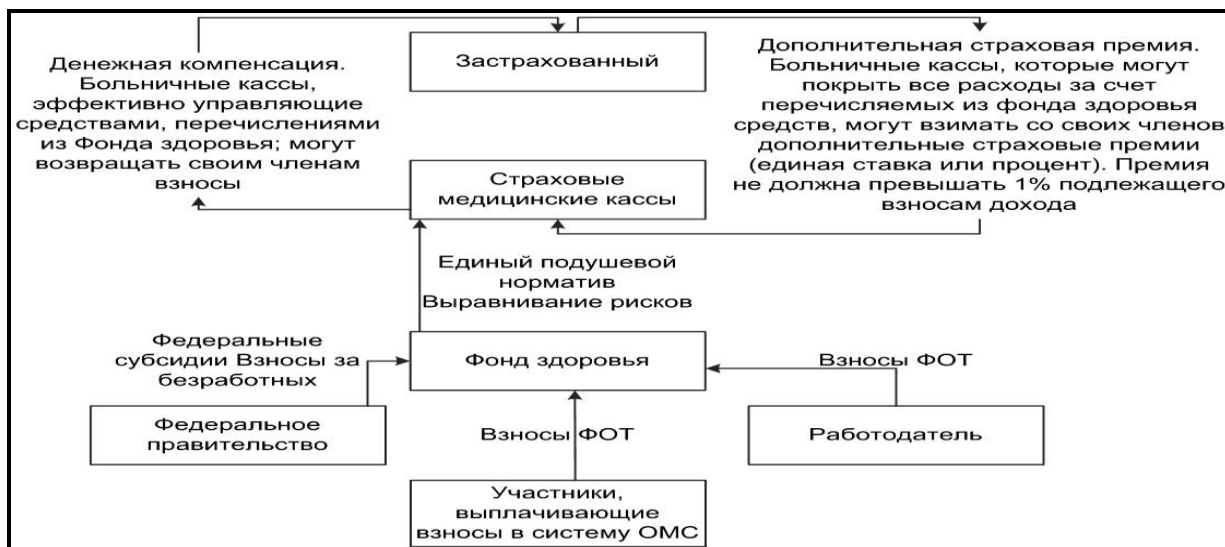 Застрахованный
Денежная компенсация.
Больничные кассы,
эффективно управляющие
средствами, перечислениями
из Фонда здоровья; могут
возвращать своим членам
взносы
Дополнительная страховая премия.
Больничные кассы, которые могут
покрыть все расходы за счет
перечисляемых из фонда здоровья
средств, могут взимать со своих членов
дополнительные страховые премии
(единая ставка или процент). Премия
не должна превышать 1% подлежащего
взносам дохода
Страховые
медицинские кассы
Единый подушевой
норматив
Выравнивание рисков
Федеральные
субсидии Взносы за
безработных
Фонд здоровья
Взносы ФОТ
Федеральное
правительство
Взносы ФОТ
Работодатель
Участники,
выплачивающие
взносы в систему ОМС